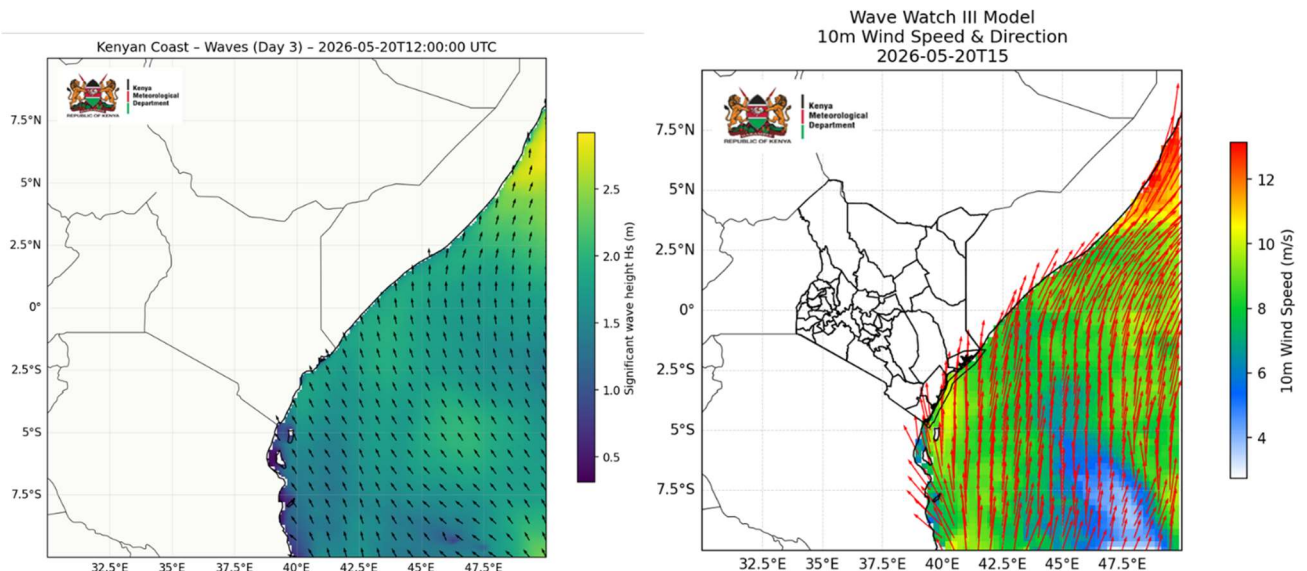 Kenyan Coast – Waves (Day 3) – 2026-05-20T12:00:00 UTC
Kenya
Meteorological
Department
REPUBLIC OF KENYA
7.5°N
5°N
2.5°N
0°
2.5°S
5°S
7.5°S
32.5°E 35°E 37.5°E 40°E 42.5°E 45°E 47.5°E
2.5
2.0
1.5
1.0
0.5
Significant wave height Hs (m)
Wave Watch III Model
10m Wind Speed & Direction
2026-05-20T15
Kenya
Meteorological
Department
REPUBLIC OF KENYA
7.5°N
5°N
2.5°N
0°
2.5°S
5°S
7.5°S
32.5°E 35°E 37.5°E 40°E 42.5°E 45°E 47.5°E
12
10
8
6
4
10m Wind Speed (m/s)